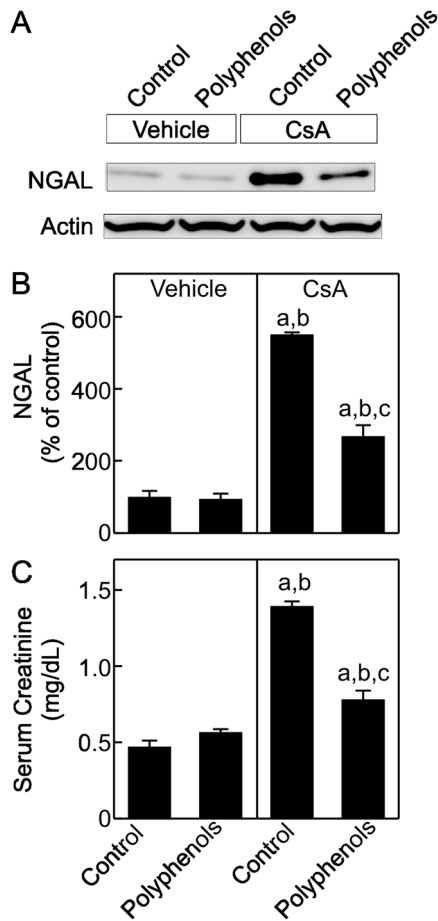 A
Control Polyphenols Control Polyphenols
Vehicle CsA
NGAL
Actin
B
Vehicle CsA
NGAL
(% of control)
600
400
200
0
a,b
a,b,c
C
Serum Creatinine
(mg/dL)
1.5
1.0
0.5
0
a,b
a,b,c
Control Polyphenols Control Polyphenols